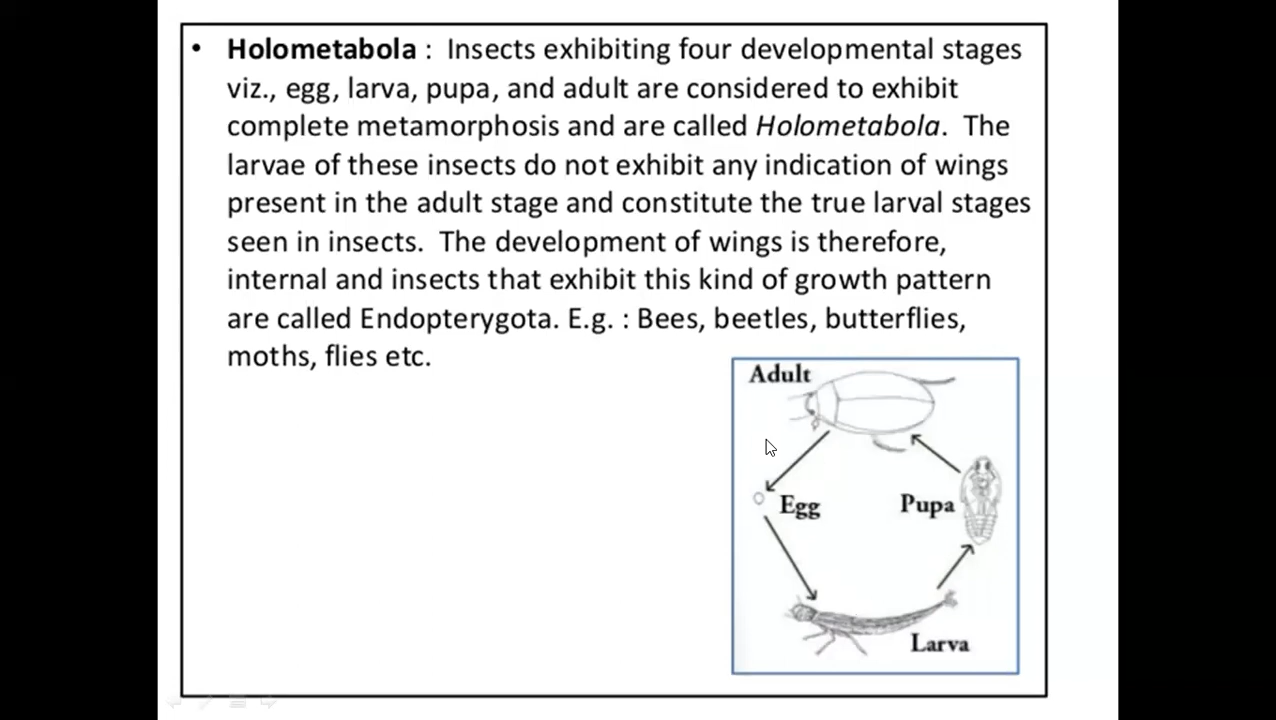 • Holometabola : Insects exhibiting four developmental stages
viz., egg, larva, pupa, and adult are considered to exhibit
complete metamorphosis and are called Holometabola. The
larvae of these insects do not exhibit any indication of wings
present in the adult stage and constitute the true larval stages
seen in insects. The development of wings is therefore,
internal and insects that exhibit this kind of growth pattern
are called Endopterygota. E.g. : Bees, beetles, butterflies,
moths, flies etc.
Adult
Egg
Pupa
Larva